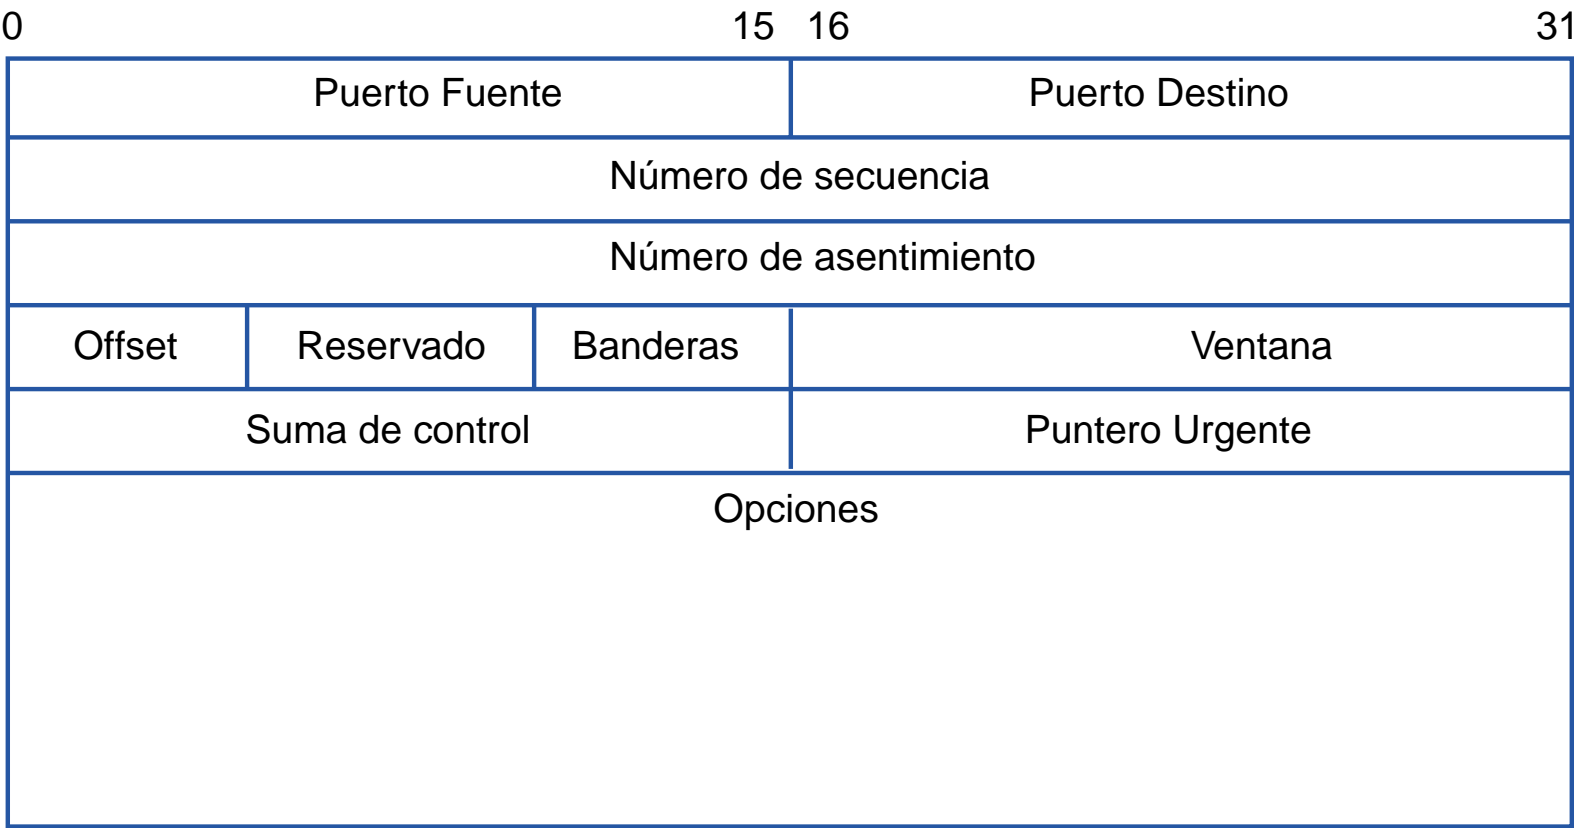 0 15 16 31
Puerto Fuente Puerto Destino
Número de secuencia
Número de asentimiento
Offset Reservado Banderas Ventana
Suma de control Puntero Urgente
Opciones